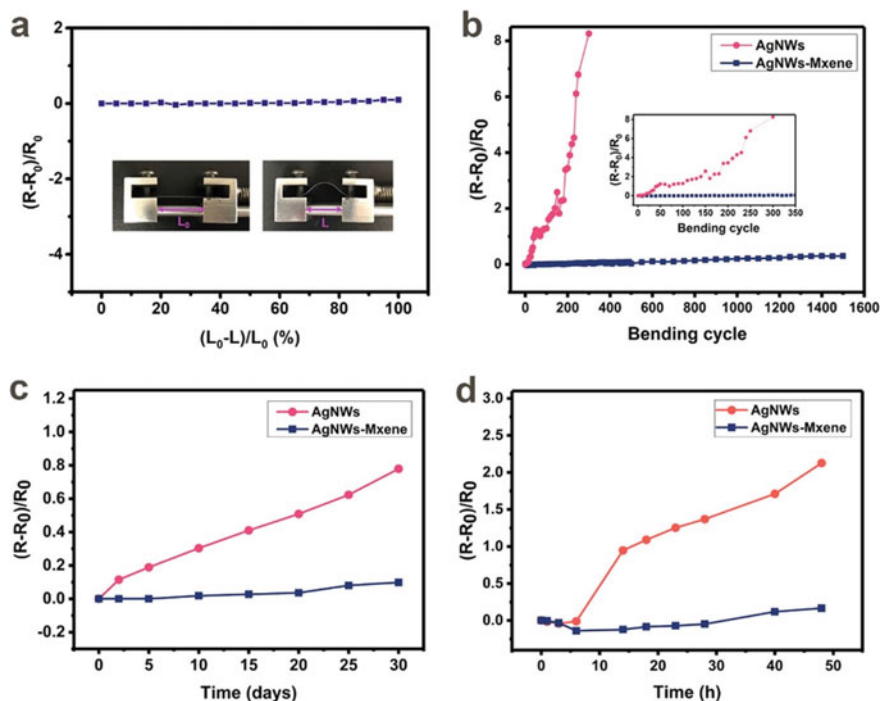 a
2
0
-2
-4
(R-R0)/R0
L0
L
0 20 40 60 80 100
(L0-L)/L0 (%)
b
8
6
4
2
0
(R-R0)/R0
AgNWs
AgNWs-Mxene
8
6
4
2
0
(R-R0)/R0
0 50 100 150 200 250 300 350
Bending cycle
0 200 400 600 800 1000 1200 1400 1600
Bending cycle
c
1.2
1.0
0.8
0.6
0.4
0.2
0.0
-0.2
(R-R0)/R0
AgNWs
AgNWs-Mxene
0 5 10 15 20 25 30
Time (days)
d
3.0
2.5
2.0
1.5
1.0
0.5
0.0
(R-R0)/R0
AgNWs
AgNWs-Mxene
0 10 20 30 40 50
Time (h)